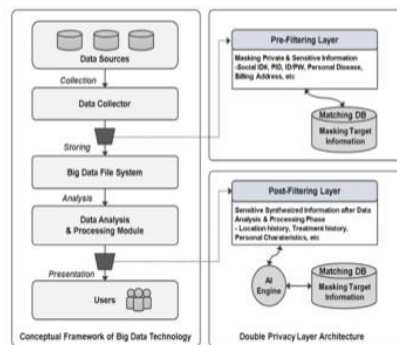 Data Sources
Collection
Data Collector
Storing
Big Data File System
Analysis
Data Analysis
& Processing Module
Presentation
Users
Conceptual Framework of Big Data Technology
Pre-Filtering Layer
Masking Private & Sensitive Information
-Social ID#, PID, ID/PW, Personal Disease,
Billing Address, etc
Matching DB
Masking Target
Information
Post-Filtering Layer
Sensitive Synthesized Information after Data
Analysis & Processing Phase
- Location history, Treatment history,
Personal Charateristics, etc
AI
Engine
Matching DB
Masking Target
Information
Double Privacy Layer Architecture